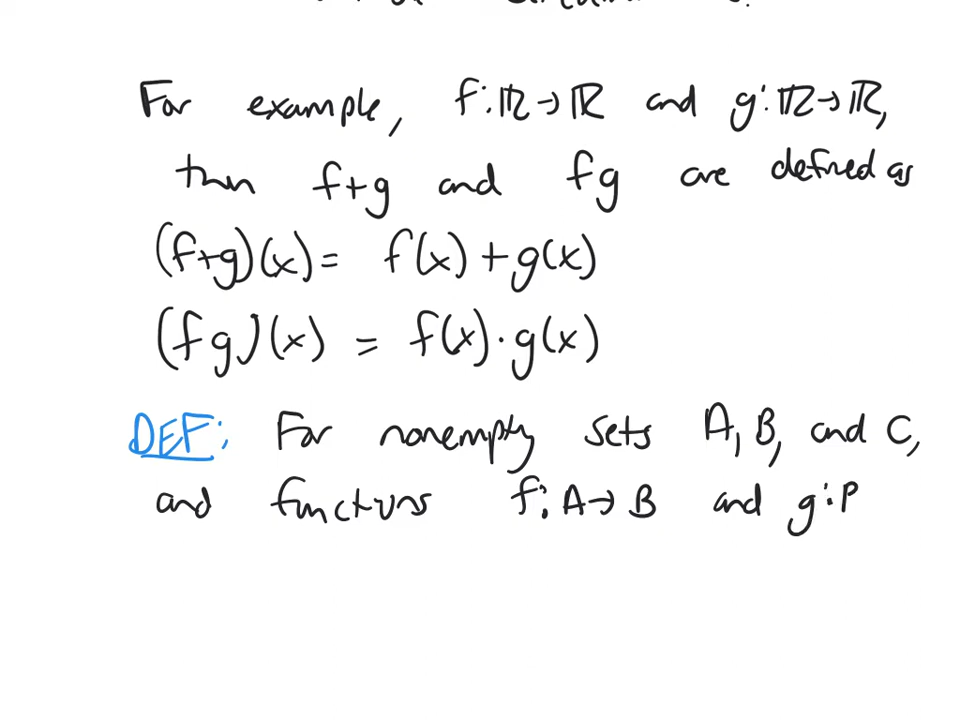 For example, f:ℝ→ℝ and g:ℝ→ℝ,
then f+g and fg are defined as
(f+g)(x) = f(x)+g(x)
(fg)(x) = f(x)·g(x)
DEF: For nonempty sets A, B, and C,
and functions f:A→B and g:P